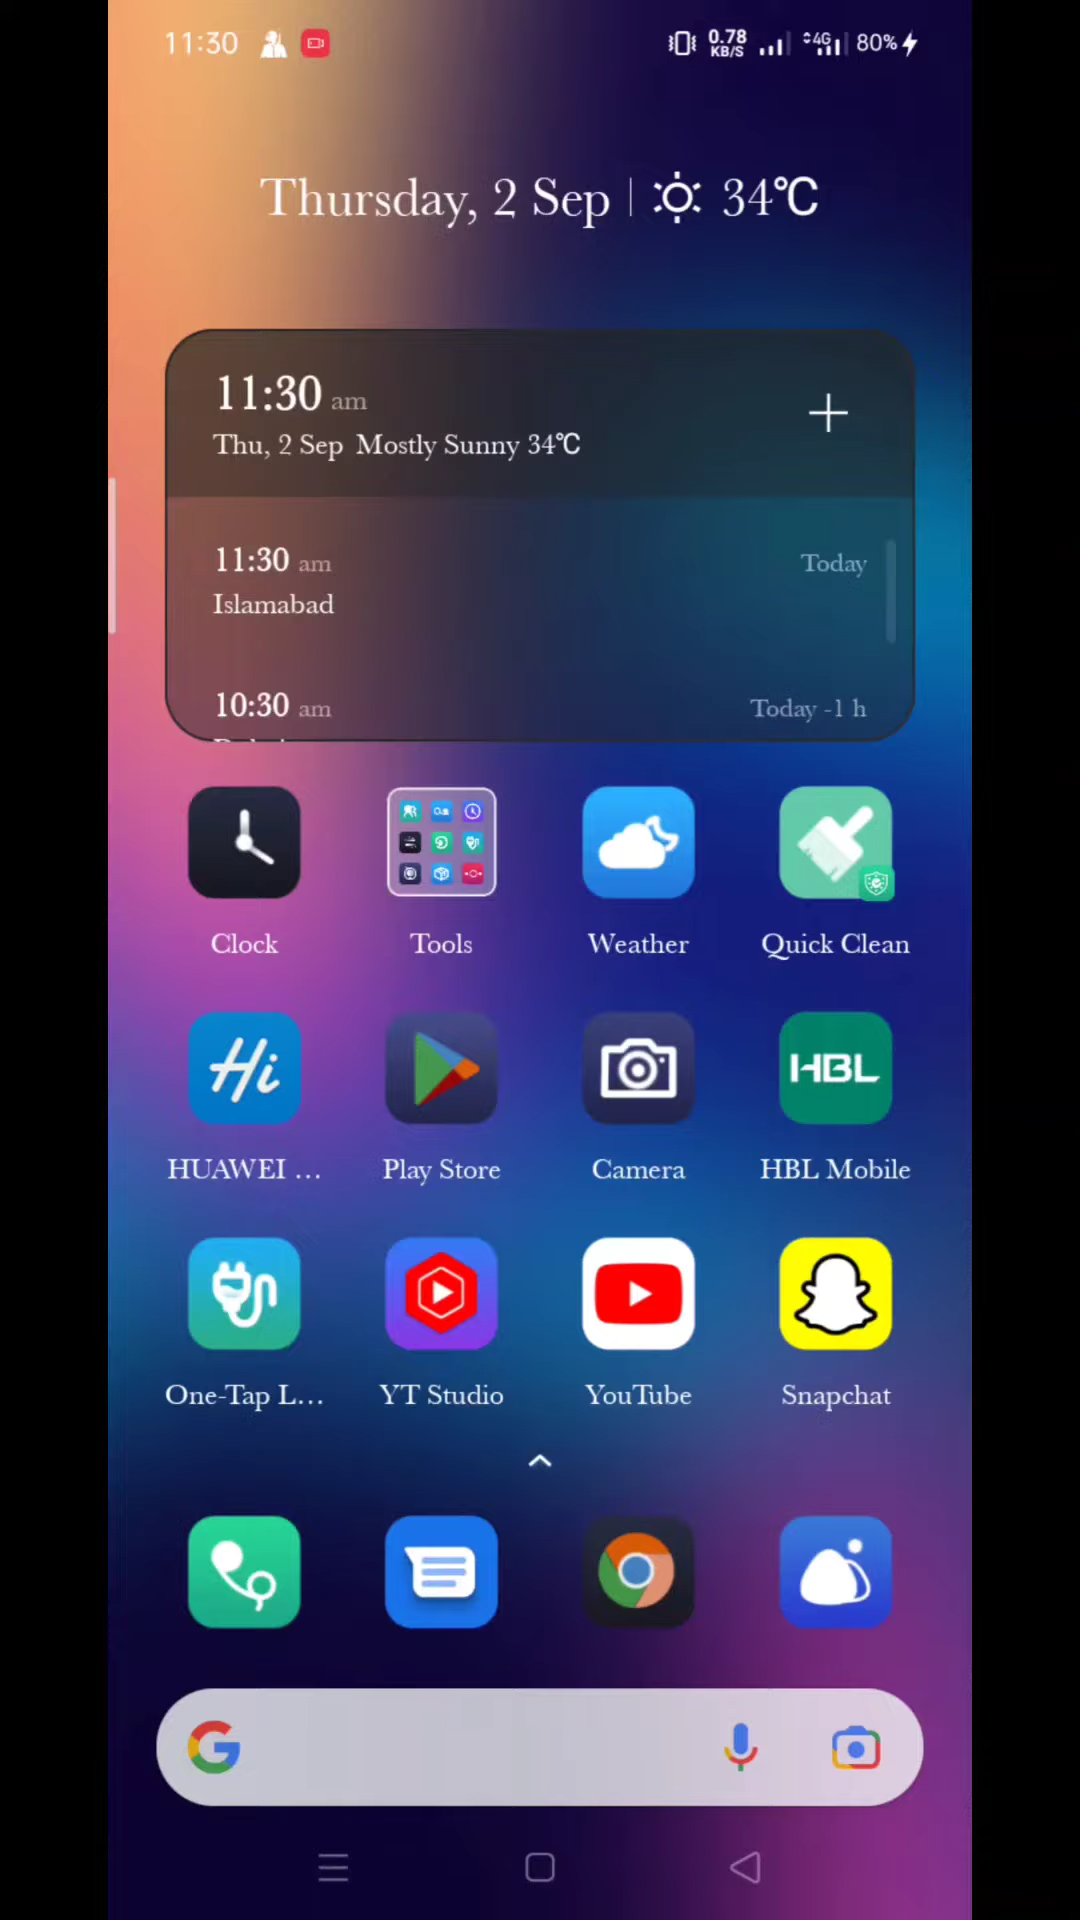 11:30 0.78 KB/S 4G 80%
Thursday, 2 Sep | 34℃
11:30 am
Thu, 2 Sep Mostly Sunny 34℃
11:30 am Today
Islamabad
10:30 am Today -1 h
Clock Tools Weather Quick Clean
Hi HBL
HUAWEI ... Play Store Camera HBL Mobile
One-Tap L... YT Studio YouTube Snapchat
G